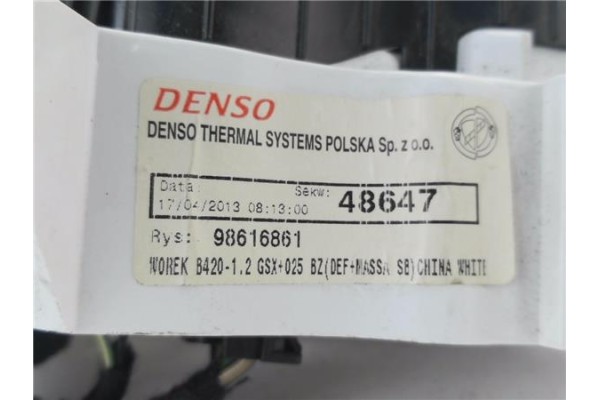 DENSO
DENSO THERMAL SYSTEMS POLSKA Sp. z o.o.
Data: Sekw: 48647
17/04/2013 08:13:00
Rys: 98616861
WOREK B420-1.2 GSX+025 BZ(DEF+MASSA SB)CHINA WHITE